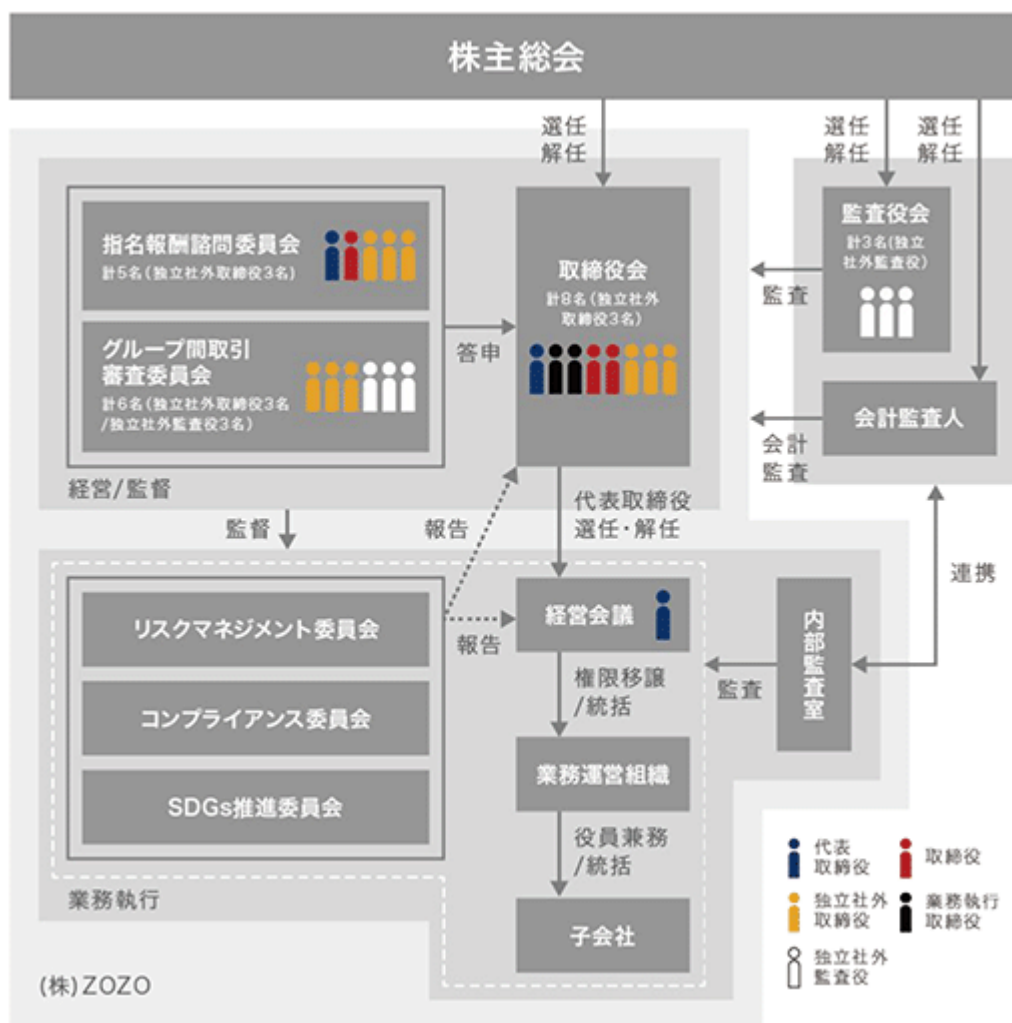 株主総会
選任
解任
選任
解任
選任
解任
指名報酬諮問委員会
計5名(独立社外取締役3名)
グループ間取引
審査委員会
計6名(独立社外取締役3名
/独立社外監査役3名)
答申
取締役会
計8名(独立社外
取締役3名)
監査役会
計3名(独立
社外監査役)
監査
会計監査人
会計
監査
経営/監督
監督
報告
代表取締役
選任・解任
連携
リスクマネジメント委員会
コンプライアンス委員会
SDGs推進委員会
報告
経営会議
権限移譲
/統括
監査
内部監査室
業務運営組織
役員兼務
/統括
子会社
業務執行
(株)ZOZO
代表
取締役
取締役
独立社外
取締役
業務執行
取締役
独立社外
監査役